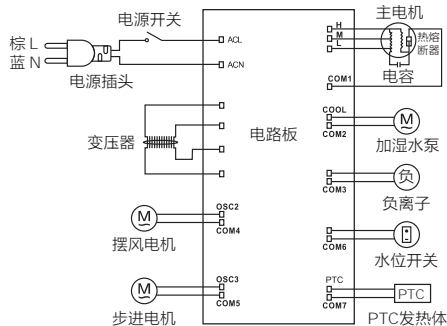 电源开关
棕 L
蓝 N
电源插头
ACL
ACN
变压器
电路板
OSC2
M
COM4
摆风电机
OSC3
M
COM5
步进电机
主电机
H
M
L
热熔
断器
COM1
电容
COOL
M
COM2
加湿水泵
负
COM3
负离子
COM6
水位开关
PTC
PTC
COM7
PTC发热体